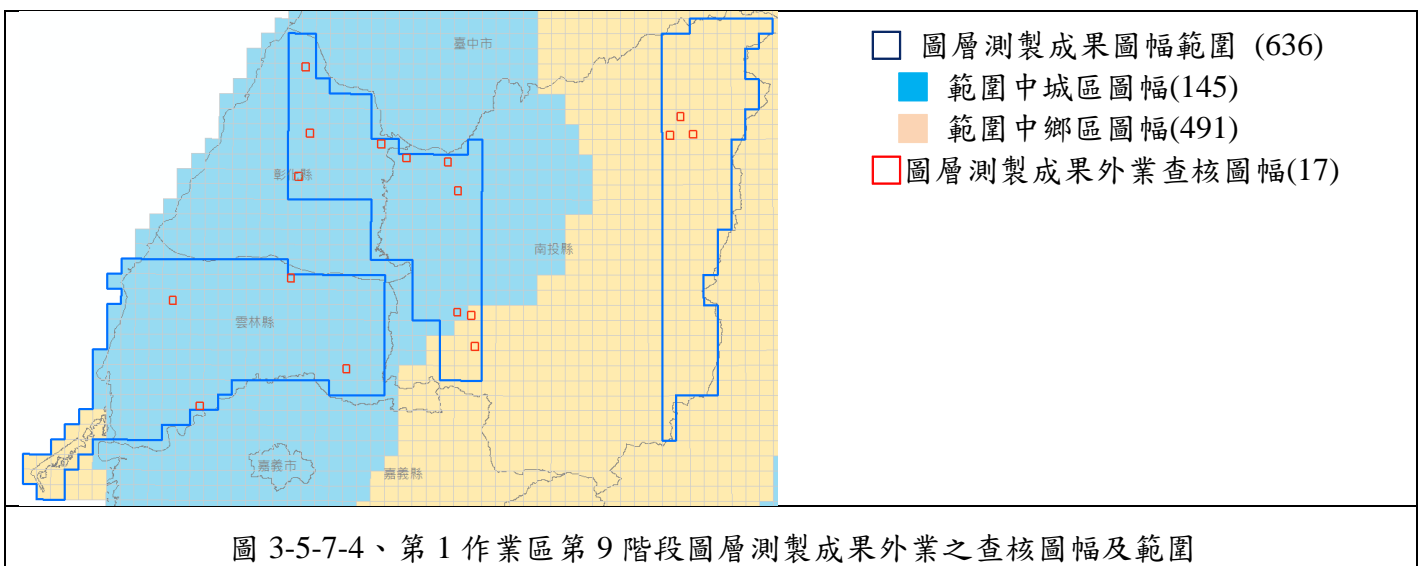 臺中市
彰化縣
南投縣
雲林縣
嘉義市
嘉義縣
圖層測製成果圖幅範圍 (636)
範圍中城區圖幅(145)
範圍中鄉區圖幅(491)
圖層測製成果外業查核圖幅(17)
圖 3-5-7-4、第 1 作業區第 9 階段圖層測製成果外業之查核圖幅及範圍